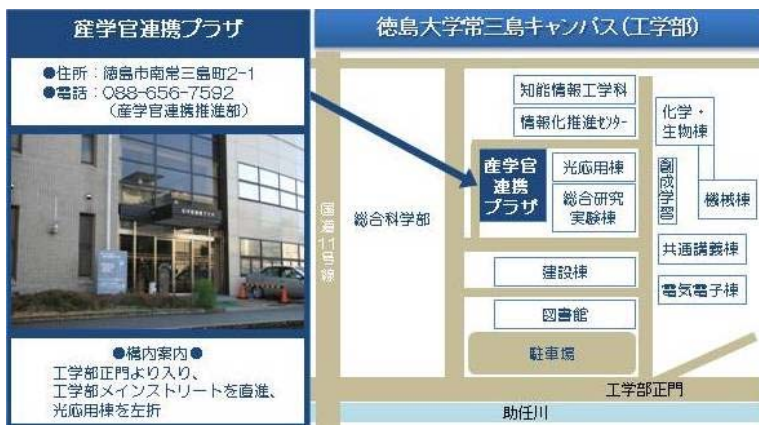 産学官連携プラザ
●住所:徳島市南常三島町2-1
●電話:088-656-7592
(産学官連携推進部)
産学官連携プラザ
●構内案内●
工学部正門より入り、
工学部メインストリートを直進、
光応用棟を左折
徳島大学常三島キャンパス(工学部)
国道11号線
総合科学部
知能情報工学科
情報化推進センター
産学官
連携
プラザ
光応用棟
総合研究
実験棟
建設棟
図書館
駐車場
化学・
生物棟
創成学習
機械棟
共通講義棟
電気電子棟
工学部正門
助任川